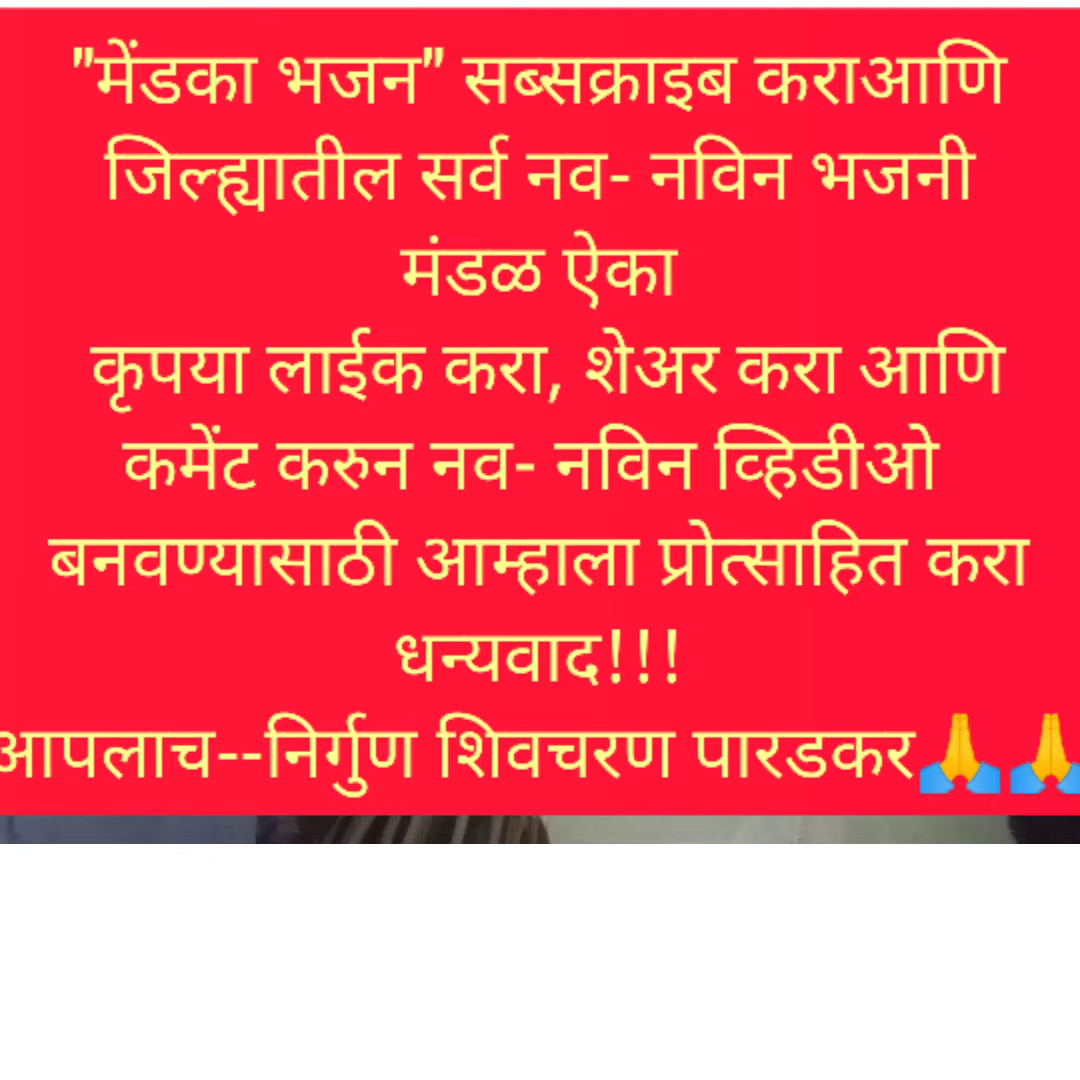 "मेंडका भजन" सब्सक्राइब कराआणि
जिल्ह्यातील सर्व नव- नविन भजनी
मंडळ ऐका
कृपया लाईक करा, शेअर करा आणि
कमेंट करुन नव- नविन व्हिडीओ
बनवण्यासाठी आम्हाला प्रोत्साहित करा
धन्यवाद!!!
आपलाच--निर्गुण शिवचरण पारडकर🙏🙏